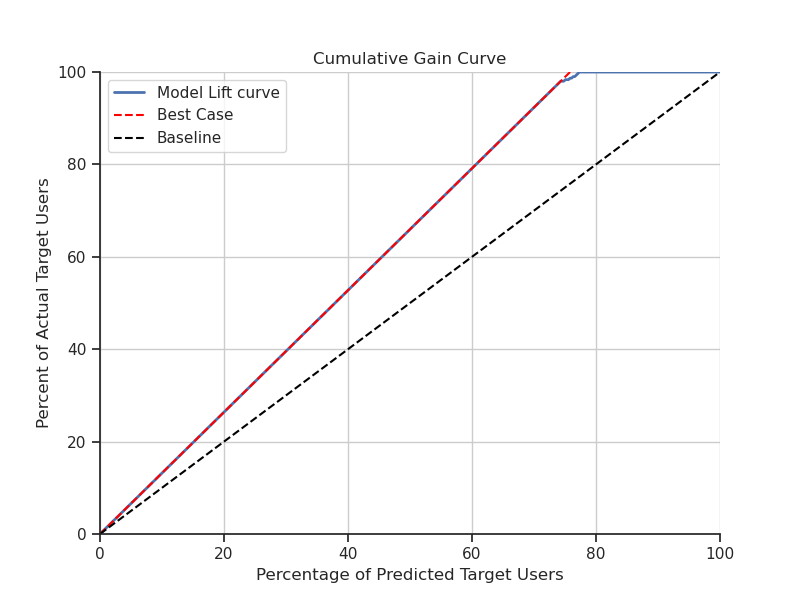 Cumulative Gain Curve
Model Lift curve
Best Case
Baseline
100
80
60
40
20
0
Percent of Actual Target Users
0 20 40 60 80 100
Percentage of Predicted Target Users